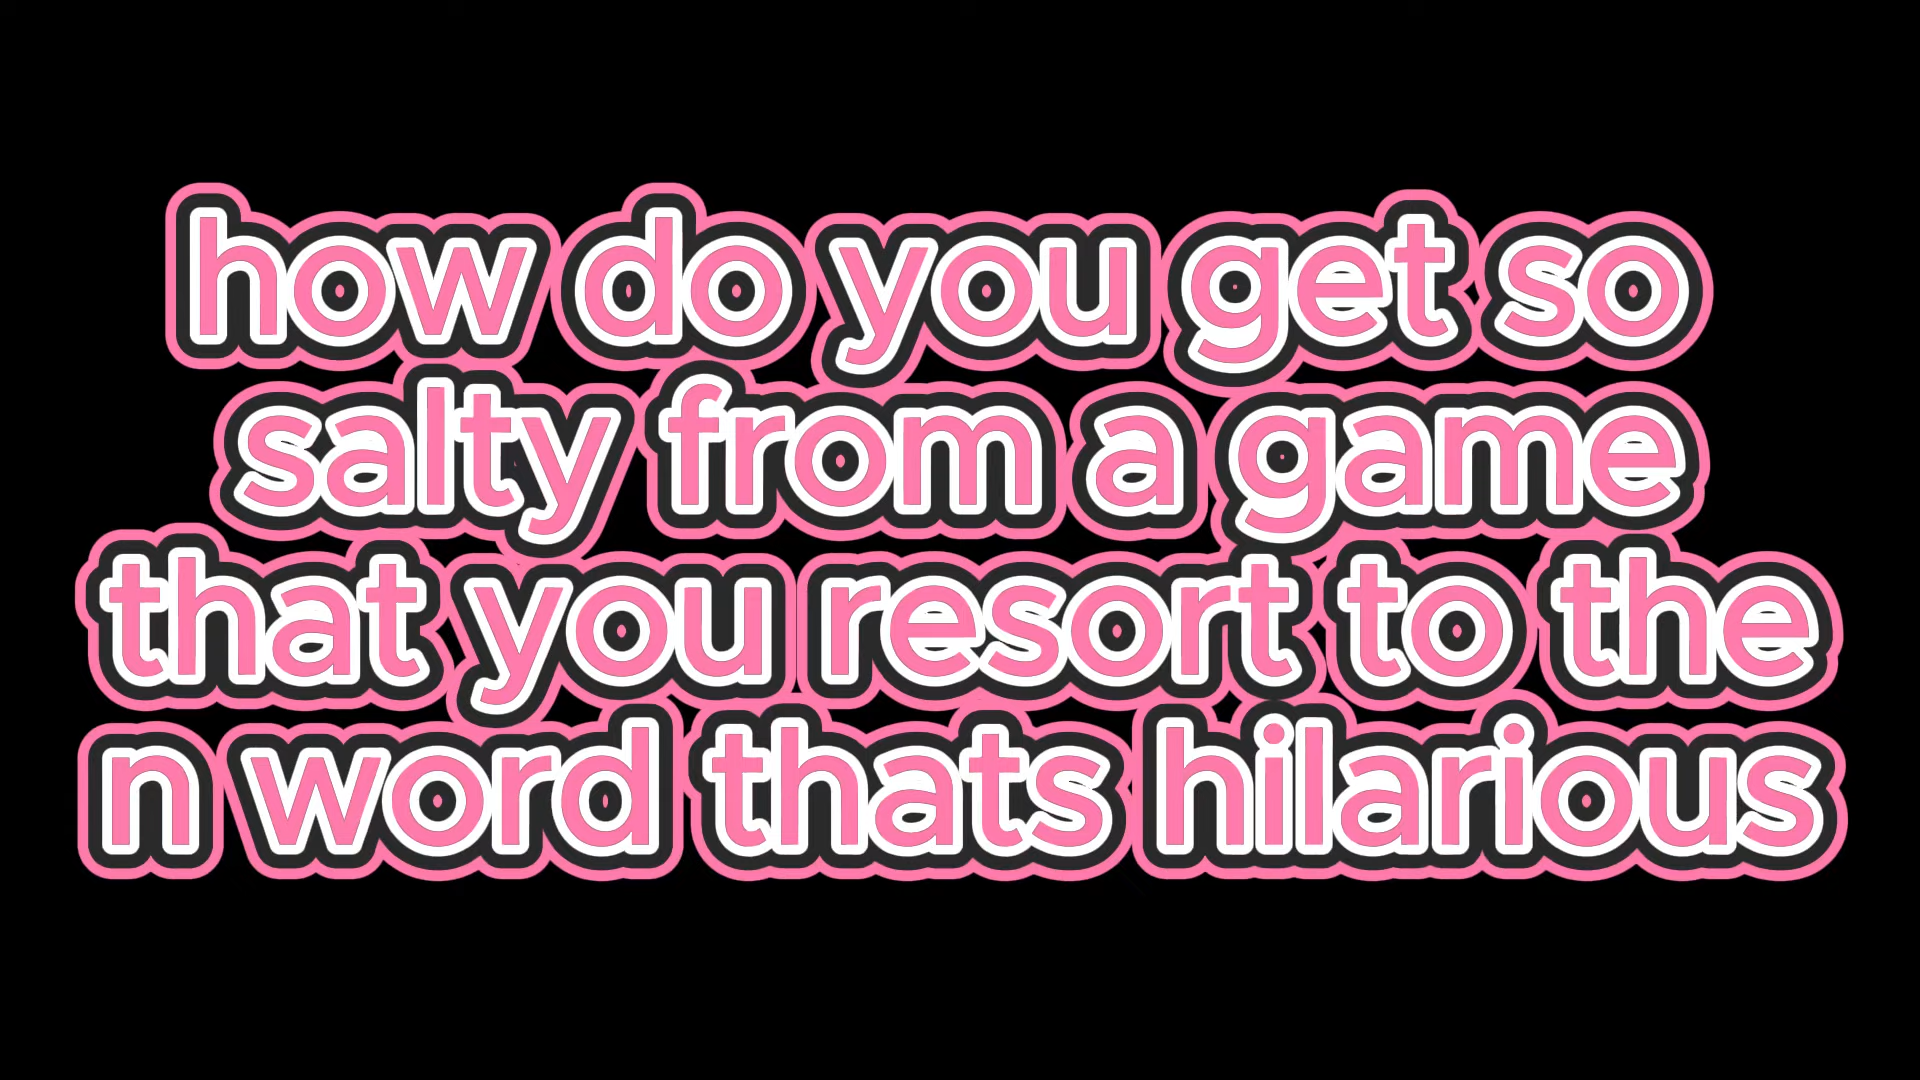 how do you get so
salty from a game
that you resort to the
n word thats hilarious